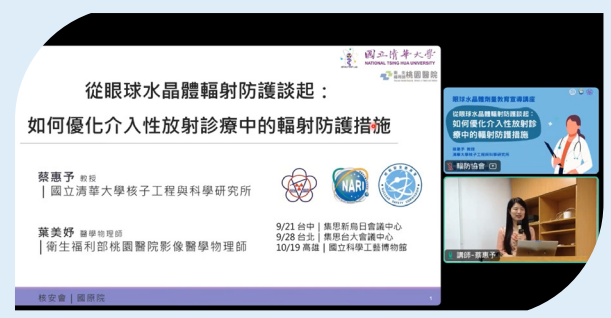 國立清華大學
NATIONAL TSING HUA UNIVERSITY
桃園醫院
從眼球水晶體輻射防護談起：
如何優化介入性放射診療中的輻射防護措施
蔡惠予 教授
| 國立清華大學核子工程與科學研究所
NARI
葉美妤 醫學物理師
| 衛生福利部桃園醫院影像醫學物理師
9/21 台中 | 集思新烏日會議中心
9/28 台北 | 集思台大會議中心
10/19 高雄 | 國立科學工藝博物館
核安會 | 國原院
眼球水晶體劑量教育宣導講座
從眼球水晶體輻射防護談起：
如何優化介入性放射診
療中的輻射防護措施
蔡惠予 教授
輻防協會
講師-蔡惠予